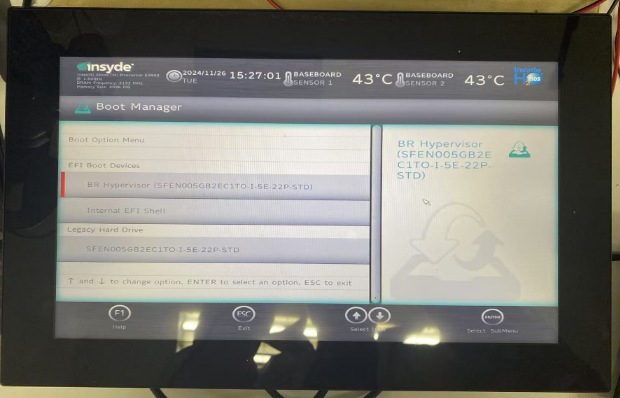 insyde
2024/11/26
TUE
15:27:01
BASEBOARD
SENSOR 1
43°C
BASEBOARD
SENSOR 2
43°C
H2O
BIOS
Boot Manager
Boot Option Menu
EFI Boot Devices
BR Hypervisor (SFEN005GB2EC1TO-I-5E-22P-STD)
Internal EFI Shell
Legacy Hard Drive
SFEN005GB2EC1TO-I-5E-22P-STD
↑ and ↓ to change option, ENTER to select an option, ESC to exit
BR Hypervisor
(SFEN005GB2E
C1TO-I-5E-22P-
STD)
F1
Help
ESC
Exit
Select
ENTER
Select SubMenu